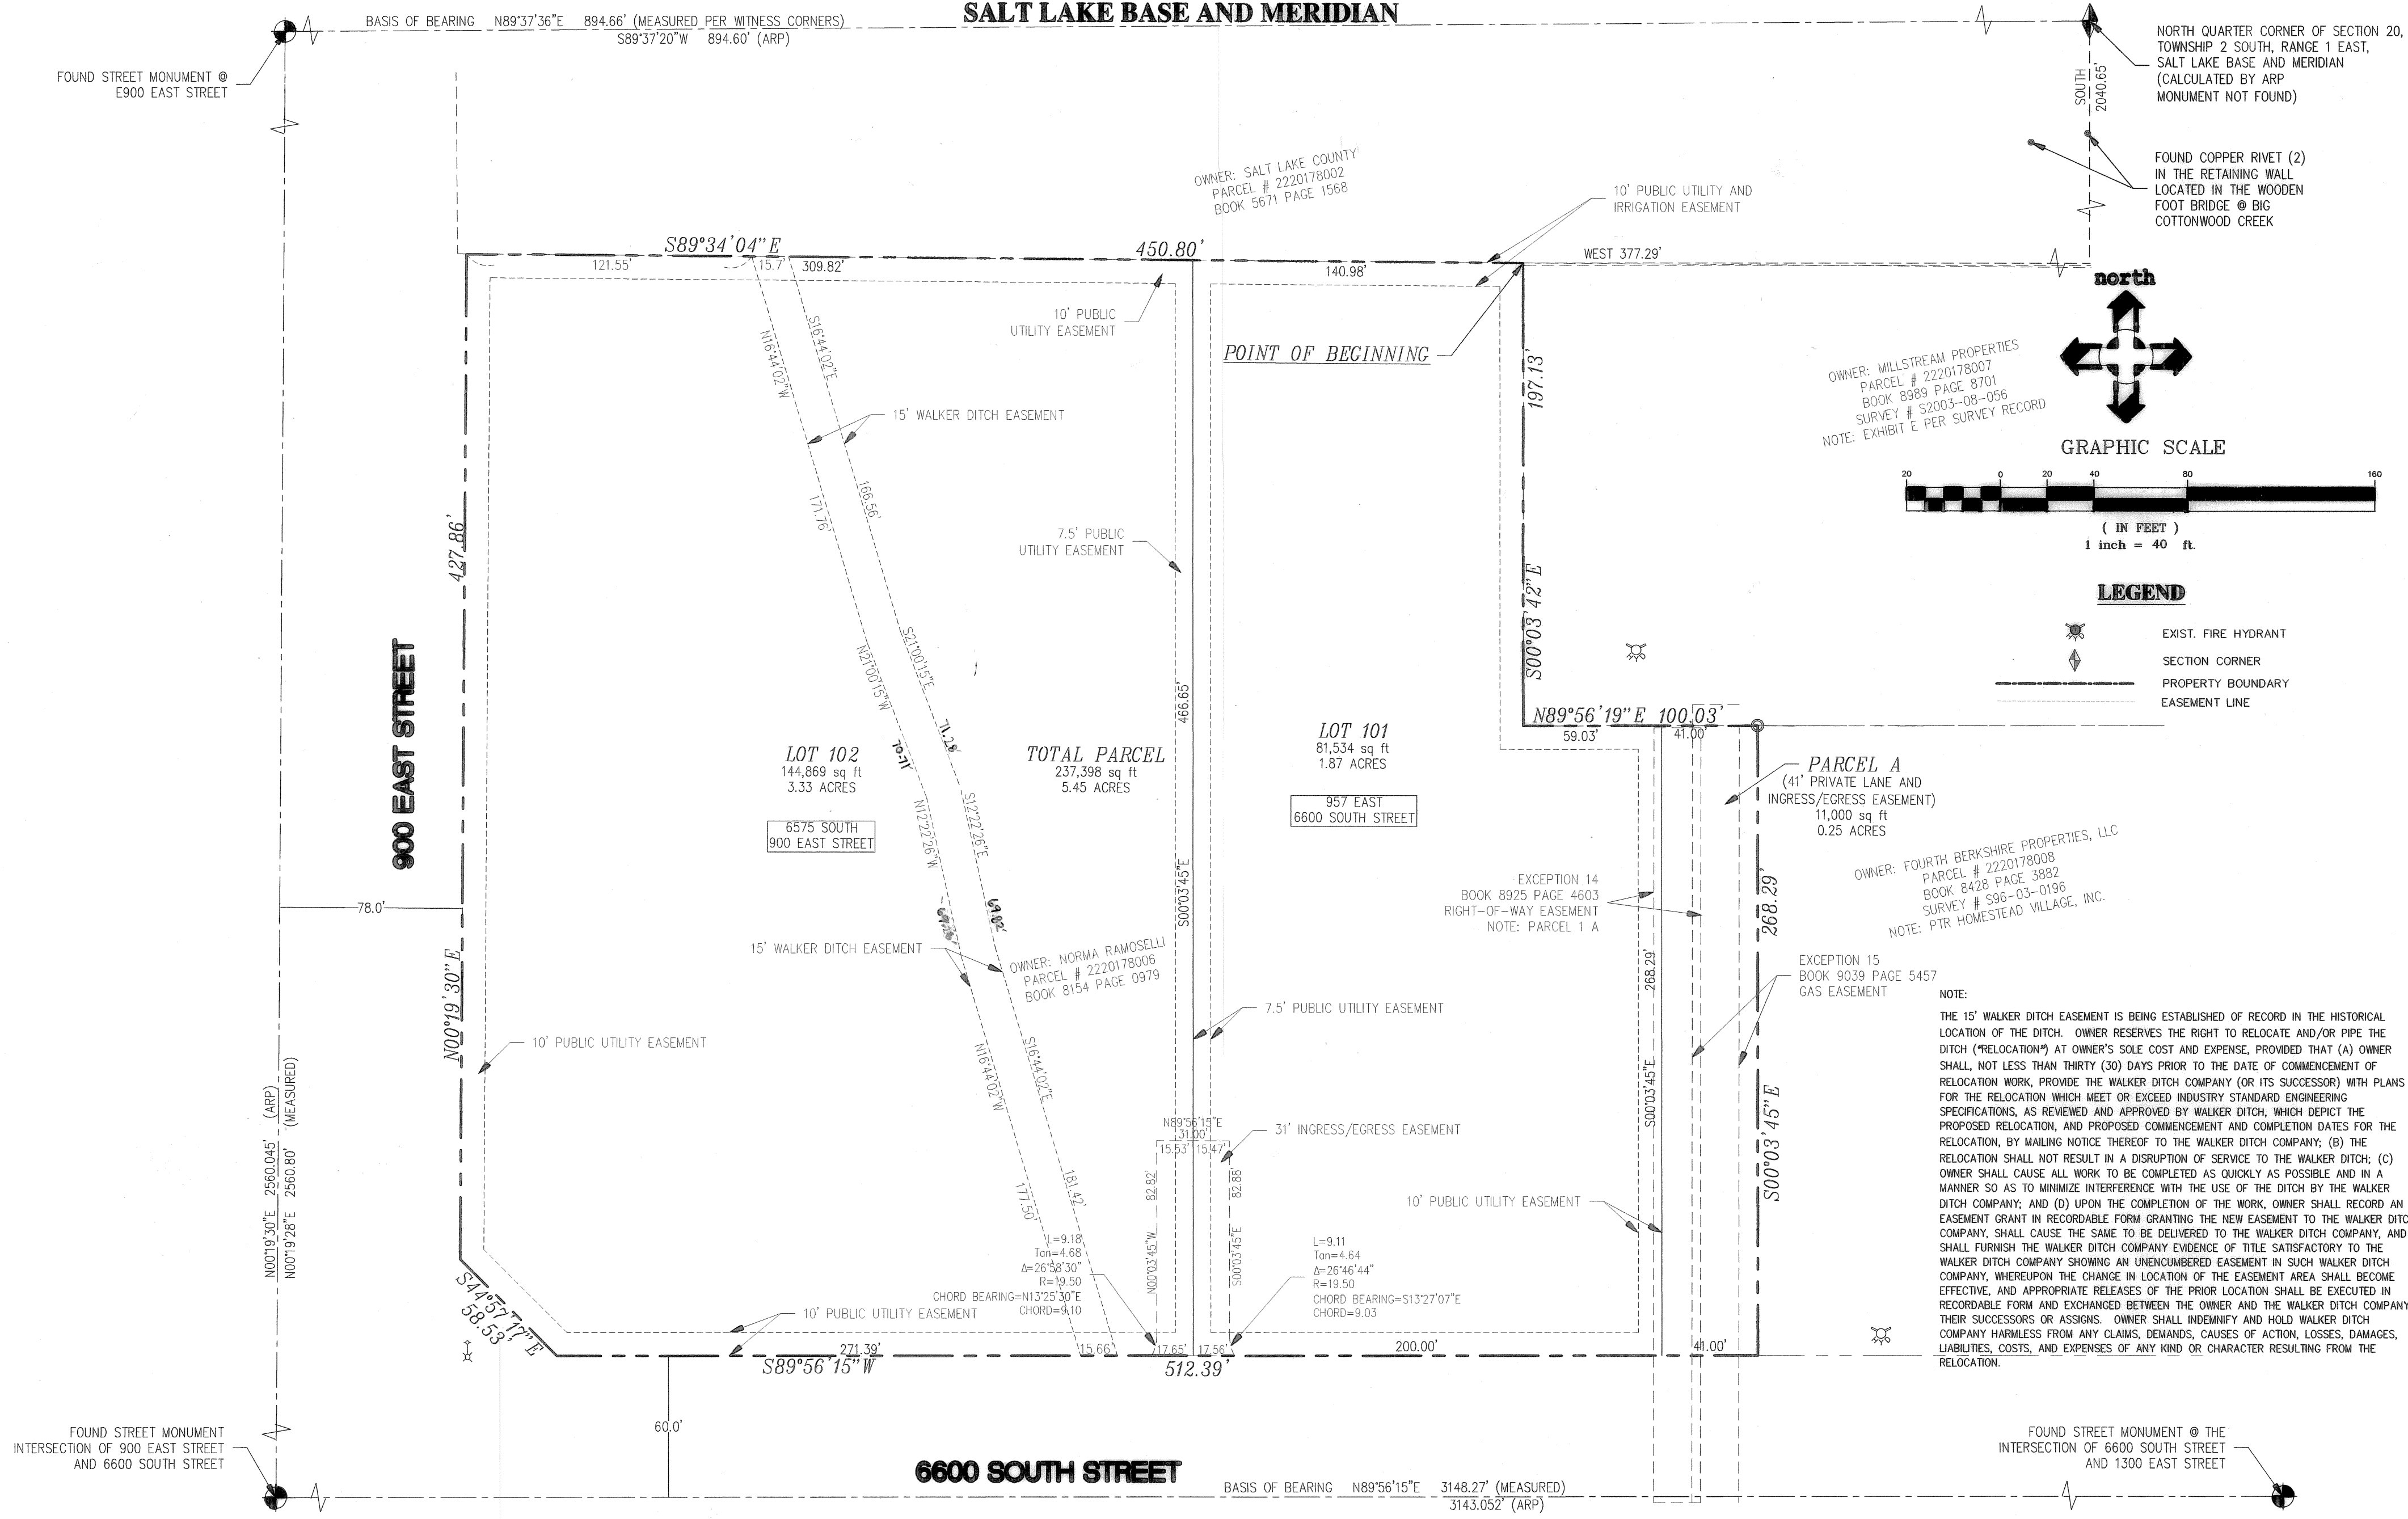 SALT LAKE BASE AND MERIDIAN
BASIS OF BEARING N89°37'36"E 894.66' (MEASURED PER WITNESS CORNERS)
S89°37'20"W 894.60' (ARP)
FOUND STREET MONUMENT @
E900 EAST STREET
NORTH QUARTER CORNER OF SECTION 20,
TOWNSHIP 2 SOUTH, RANGE 1 EAST,
SALT LAKE BASE AND MERIDIAN
(CALCULATED BY ARP
MONUMENT NOT FOUND)
SOUTH
2040.65'
FOUND COPPER RIVET (2)
IN THE RETAINING WALL
LOCATED IN THE WOODEN
FOOT BRIDGE @ BIG
COTTONWOOD CREEK
OWNER: SALT LAKE COUNTY
PARCEL # 2220178002
BOOK 5671 PAGE 1568
10' PUBLIC UTILITY AND
IRRIGATION EASEMENT
S89°34'04"E
450.80'
121.55'
15.7'
309.82'
140.98'
WEST 377.29'
10' PUBLIC
UTILITY EASEMENT
POINT OF BEGINNING
197.13'
S00°03'42"E
north
OWNER: MILLSTREAM PROPERTIES
PARCEL # 2220178007
BOOK 8989 PAGE 8701
SURVEY # S2003-08-056
NOTE: EXHIBIT E PER SURVEY RECORD
GRAPHIC SCALE
20 0 20 40 80 160
( IN FEET )
1 inch = 40 ft.
LEGEND
EXIST. FIRE HYDRANT
SECTION CORNER
PROPERTY BOUNDARY
EASEMENT LINE
N16°44'02"W
S16°44'02"E
15' WALKER DITCH EASEMENT
171.76'
166.56'
7.5' PUBLIC
UTILITY EASEMENT
427.86'
N00°19'30"E
900 EAST STREET
N21°00'15"W
S21°00'15"E
70.71'
71.28'
466.65'
S00°03'45"E
LOT 102
144,869 sq ft
3.33 ACRES
6575 SOUTH
900 EAST STREET
TOTAL PARCEL
237,398 sq ft
5.45 ACRES
LOT 101
81,534 sq ft
1.87 ACRES
957 EAST
6600 SOUTH STREET
N89°56'19"E 100.03'
59.03'
41.00'
PARCEL A
(41' PRIVATE LANE AND
INGRESS/EGRESS EASEMENT)
11,000 sq ft
0.25 ACRES
N12°22'26"W
S12°22'26"E
69.82'
78.0'
15' WALKER DITCH EASEMENT
OWNER: NORMA RAMOSELLI
PARCEL # 2220178006
BOOK 8154 PAGE 0979
EXCEPTION 14
BOOK 8925 PAGE 4603
RIGHT-OF-WAY EASEMENT
NOTE: PARCEL 1 A
OWNER: FOURTH BERKSHIRE PROPERTIES, LLC
PARCEL # 2220178008
BOOK 8428 PAGE 3882
SURVEY # S96-03-0196
NOTE: PTR HOMESTEAD VILLAGE, INC.
268.29'
S00°03'45"E
268.29'
S00°03'45"E
EXCEPTION 15
BOOK 9039 PAGE 5457
GAS EASEMENT
7.5' PUBLIC UTILITY EASEMENT
10' PUBLIC UTILITY EASEMENT
N16°44'02"W
S16°44'02"E
177.50'
181.42'
N00°19'30"E 2560.045' (ARP)
N00°19'28"E 2560.80' (MEASURED)
N89°56'15"E
31.00'
15.53' 15.47'
31' INGRESS/EGRESS EASEMENT
82.82'
82.88'
N00°03'45"W
S00°03'45"E
10' PUBLIC UTILITY EASEMENT
L=9.18
Tan=4.68
Δ=26°58'30"
R=19.50
CHORD BEARING=N13°25'30"E
CHORD=9.10
L=9.11
Tan=4.64
Δ=26°46'44"
R=19.50
CHORD BEARING=S13°27'07"E
CHORD=9.03
S44°57'17"E
58.53'
10' PUBLIC UTILITY EASEMENT
271.39'
15.66'
17.65'
17.56'
200.00'
41.00'
S89°56'15"W
512.39'
60.0'
NOTE:
THE 15' WALKER DITCH EASEMENT IS BEING ESTABLISHED OF RECORD IN THE HISTORICAL
LOCATION OF THE DITCH. OWNER RESERVES THE RIGHT TO RELOCATE AND/OR PIPE THE
DITCH ("RELOCATION") AT OWNER'S SOLE COST AND EXPENSE, PROVIDED THAT (A) OWNER
SHALL, NOT LESS THAN THIRTY (30) DAYS PRIOR TO THE DATE OF COMMENCEMENT OF
RELOCATION WORK, PROVIDE THE WALKER DITCH COMPANY (OR ITS SUCCESSOR) WITH PLANS
FOR THE RELOCATION WHICH MEET OR EXCEED INDUSTRY STANDARD ENGINEERING
SPECIFICATIONS, AS REVIEWED AND APPROVED BY WALKER DITCH, WHICH DEPICT THE
PROPOSED RELOCATION, AND PROPOSED COMMENCEMENT AND COMPLETION DATES FOR THE
RELOCATION, BY MAILING NOTICE THEREOF TO THE WALKER DITCH COMPANY; (B) THE
RELOCATION SHALL NOT RESULT IN A DISRUPTION OF SERVICE TO THE WALKER DITCH; (C)
OWNER SHALL CAUSE ALL WORK TO BE COMPLETED AS QUICKLY AS POSSIBLE AND IN A
MANNER SO AS TO MINIMIZE INTERFERENCE WITH THE USE OF THE DITCH BY THE WALKER
DITCH COMPANY; AND (D) UPON THE COMPLETION OF THE WORK, OWNER SHALL RECORD AN
EASEMENT GRANT IN RECORDABLE FORM GRANTING THE NEW EASEMENT TO THE WALKER DITC
COMPANY, SHALL CAUSE THE SAME TO BE DELIVERED TO THE WALKER DITCH COMPANY, AND
SHALL FURNISH THE WALKER DITCH COMPANY EVIDENCE OF TITLE SATISFACTORY TO THE
WALKER DITCH COMPANY SHOWING AN UNENCUMBERED EASEMENT IN SUCH WALKER DITCH
COMPANY, WHEREUPON THE CHANGE IN LOCATION OF THE EASEMENT AREA SHALL BECOME
EFFECTIVE, AND APPROPRIATE RELEASES OF THE PRIOR LOCATION SHALL BE EXECUTED IN
RECORDABLE FORM AND EXCHANGED BETWEEN THE OWNER AND THE WALKER DITCH COMPANY
THEIR SUCCESSORS OR ASSIGNS. OWNER SHALL INDEMNIFY AND HOLD WALKER DITCH
COMPANY HARMLESS FROM ANY CLAIMS, DEMANDS, CAUSES OF ACTION, LOSSES, DAMAGES,
LIABILITIES, COSTS, AND EXPENSES OF ANY KIND OR CHARACTER RESULTING FROM THE
RELOCATION.
FOUND STREET MONUMENT
INTERSECTION OF 900 EAST STREET
AND 6600 SOUTH STREET
6600 SOUTH STREET
BASIS OF BEARING N89°56'15"E 3148.27' (MEASURED)
3143.052' (ARP)
FOUND STREET MONUMENT @ THE
INTERSECTION OF 6600 SOUTH STREET
AND 1300 EAST STREET